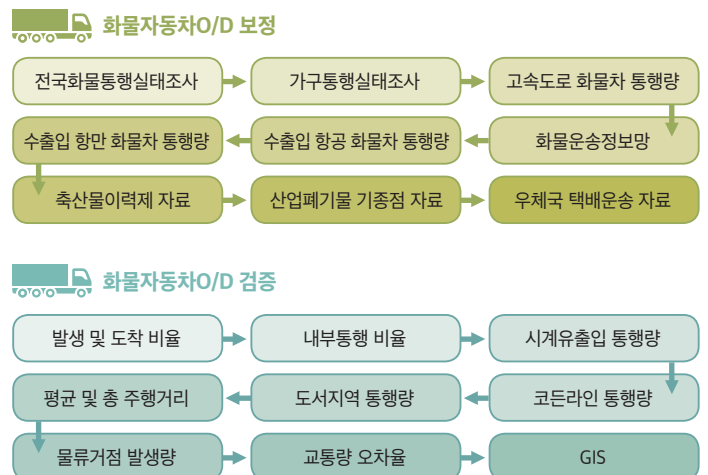 화물자동차O/D 보정
전국화물통행실태조사
가구통행실태조사
고속도로 화물차 통행량
화물운송정보망
수출입 항공 화물차 통행량
수출입 항만 화물차 통행량
축산물이력제 자료
산업폐기물 기종점 자료
우체국 택배운송 자료
화물자동차O/D 검증
발생 및 도착 비율
내부통행 비율
시계유출입 통행량
코든라인 통행량
도서지역 통행량
평균 및 총 주행거리
물류거점 발생량
교통량 오차율
GIS